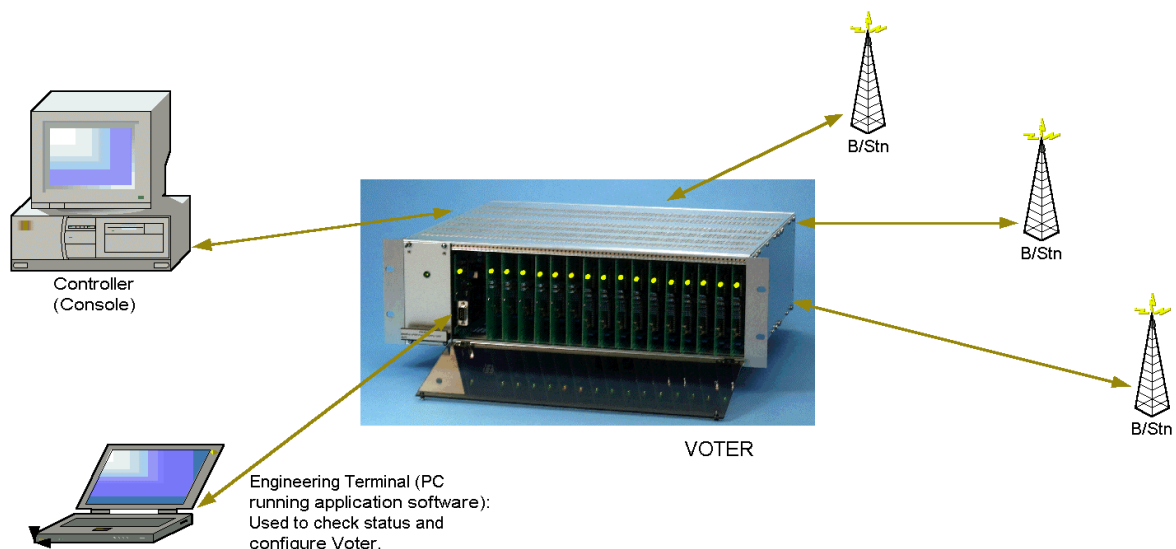 B/Stn
B/Stn
Controller
(Console)
B/Stn
VOTER
Engineering Terminal (PC
running application software):
Used to check status and
configure Voter.